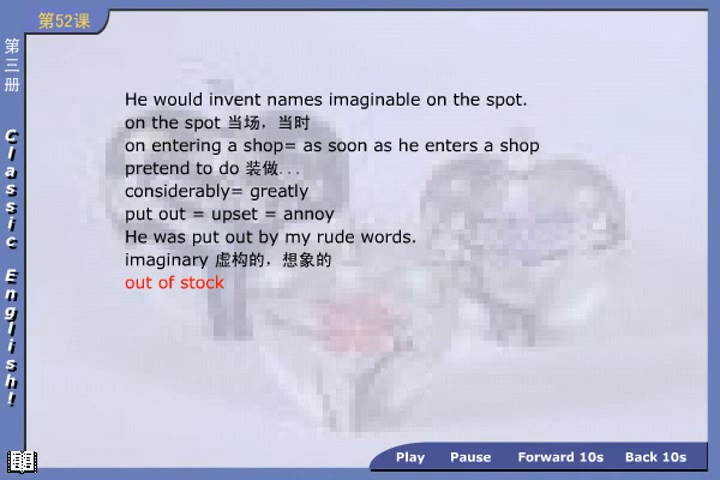 第52课
第三册
Classic English!
He would invent names imaginable on the spot.
on the spot 当场，当时
on entering a shop= as soon as he enters a shop
pretend to do 装做...
considerably= greatly
put out = upset = annoy
He was put out by my rude words.
imaginary 虚构的，想象的
out of stock
Play Pause Forward 10s Back 10s